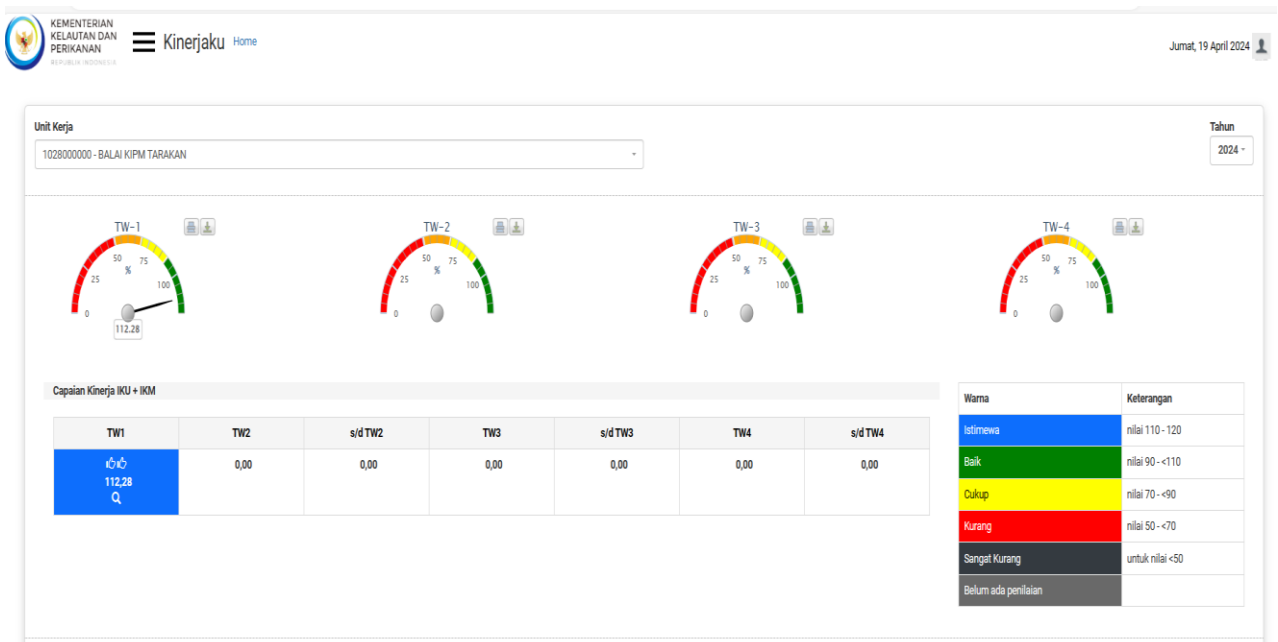 KEMENTERIAN
KELAUTAN DAN
PERIKANAN
REPUBLIK INDONESIA
Kinerjaku Home
Jumat, 19 April 2024
Unit Kerja
Tahun
1028000000 - BALAI KIPM TARAKAN
2024
TW-1
0
25
50
75
100
%
112.28
TW-2
0
25
50
75
100
%
TW-3
0
25
50
75
100
%
TW-4
0
25
50
75
100
%
Capaian Kinerja IKU + IKM
TW1 TW2 s/d TW2 TW3 s/d TW3 TW4 s/d TW4
112,28 0,00 0,00 0,00 0,00 0,00 0,00
Warna Keterangan
Istimewa nilai 110 - 120
Baik nilai 90 - <110
Cukup nilai 70 - <90
Kurang nilai 50 - <70
Sangat Kurang untuk nilai <50
Belum ada penilaian